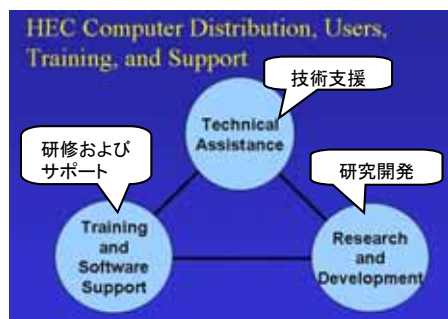 HEC Computer Distribution, Users,
Training, and Support
技術支援
Technical
Assistance
研修および
サポート
研究開発
Training
and
Software
Support
Research
and
Development